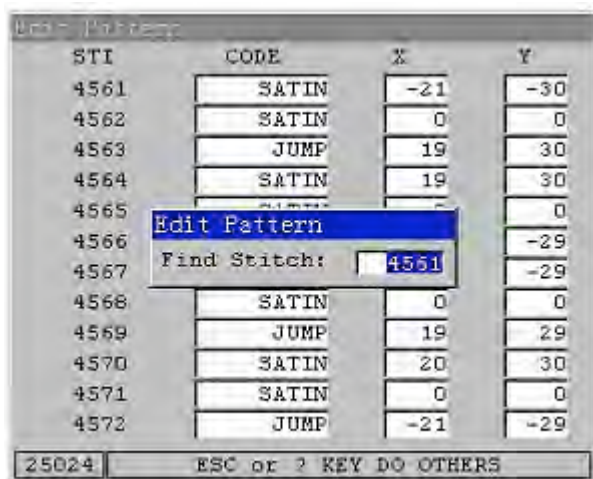 Edit Pattern
STI CODE X Y
4561 SATIN -21 -30
4562 SATIN 0 0
4563 JUMP 19 30
4564 SATIN 19 30
4565 0
4566 -29
4567 -29
4568 SATIN 0 0
4569 JUMP 19 29
4570 SATIN 20 30
4571 SATIN 0 0
4572 JUMP -21 -29
Edit Pattern
Find Stitch: 4561
25024 ESC or ? KEY DO OTHERS